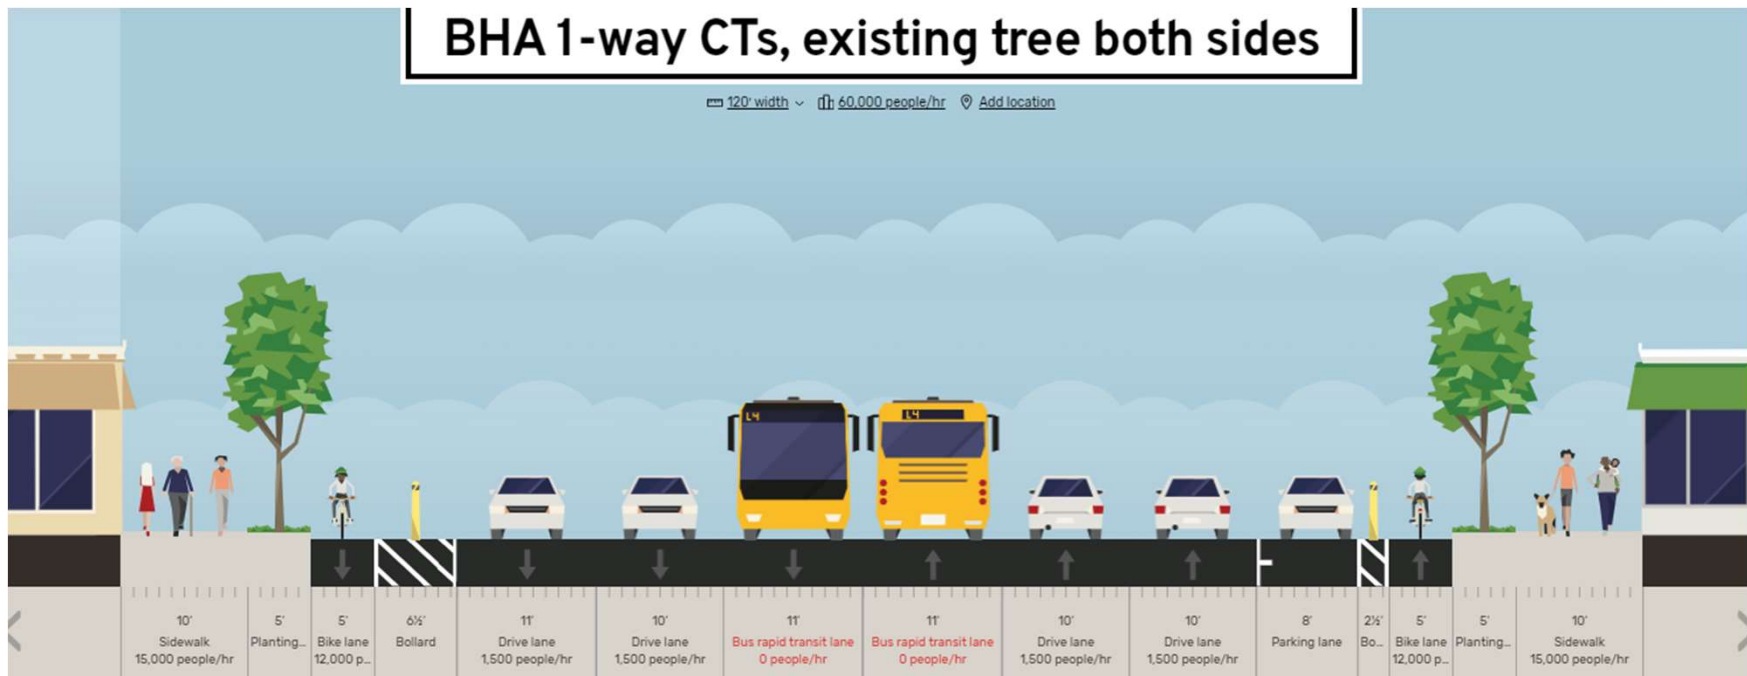 BHA 1-way CTs, existing tree both sides
120' width 60,000 people/hr Add location
L4 L4
10' 5' 5' 6½' 11' 10' 11' 11' 10' 10' 8' 2½' 5' 5' 10'
Sidewalk Planting... Bike lane Bollard Drive lane Drive lane Bus rapid transit lane Bus rapid transit lane Drive lane Drive lane Parking lane Bo... Bike lane Planting... Sidewalk
15,000 people/hr 12,000 p... 1,500 people/hr 1,500 people/hr 0 people/hr 0 people/hr 1,500 people/hr 1,500 people/hr 12,000 p... 15,000 people/hr